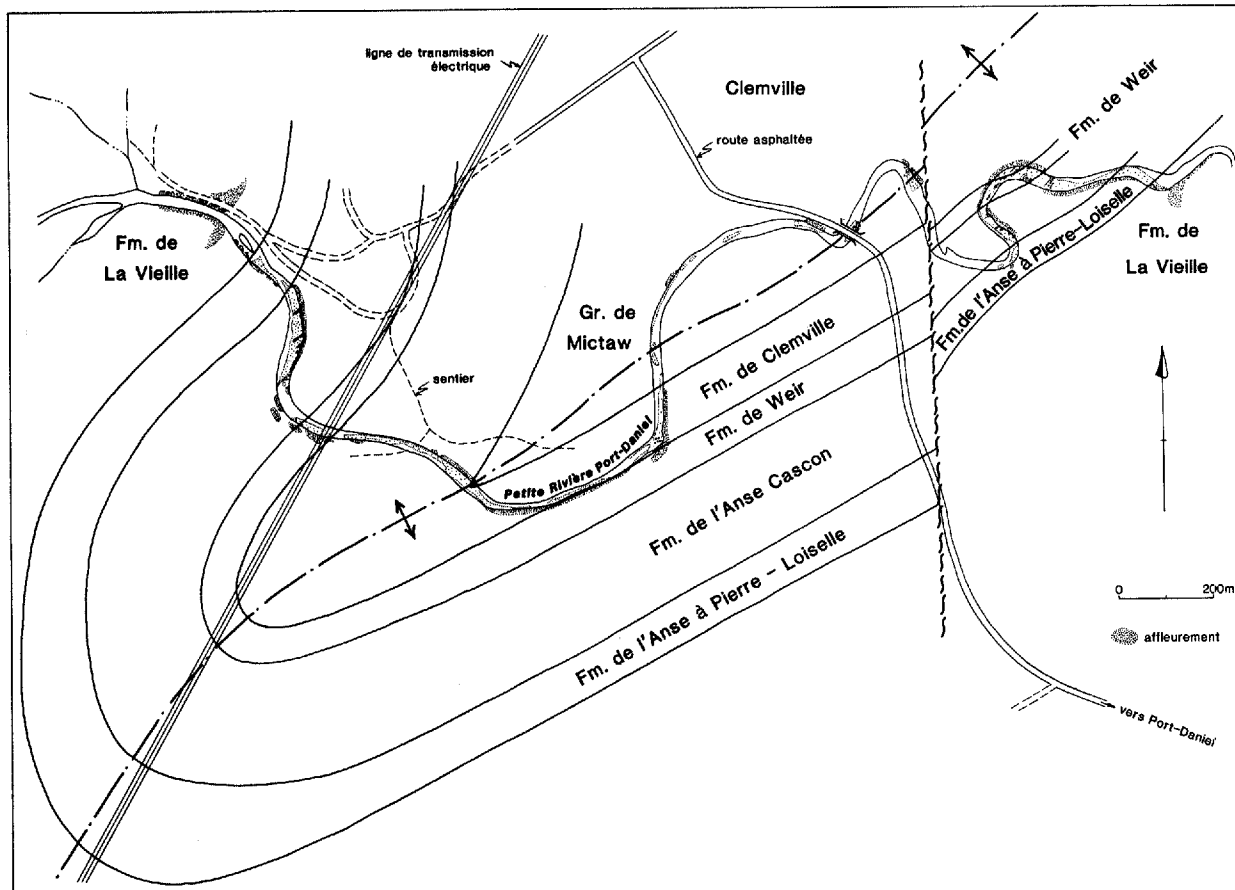 ligne de transmission
électrique
Clemville
route asphaltée
Fm. de Weir
Fm. de
La Vieille
Fm. de l'Anse à Pierre-Loiselle
Fm. de
La Vieille
Gr. de
Mictaw
sentier
Fm. de Clemville
Fm. de Weir
Petite Rivière Port-Daniel
Fm. de l'Anse Cascon
Fm. de l'Anse à Pierre - Loiselle
0 200m
affleurement
vers Port-Daniel